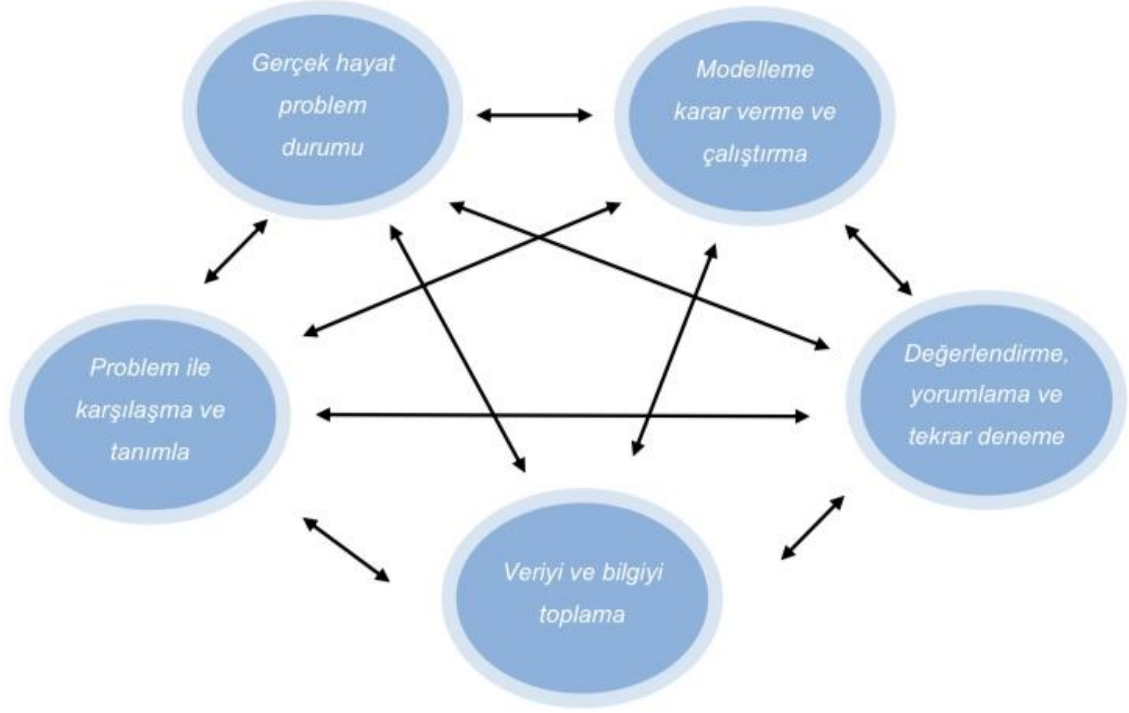 Gerçek hayat
problem
durumu
Modelleme
karar verme ve
çalıştırma
Problem ile
karşılaşma ve
tanımla
Değerlendirme,
yorumlama ve
tekrar deneme
Veriyi ve bilgiyi
toplama